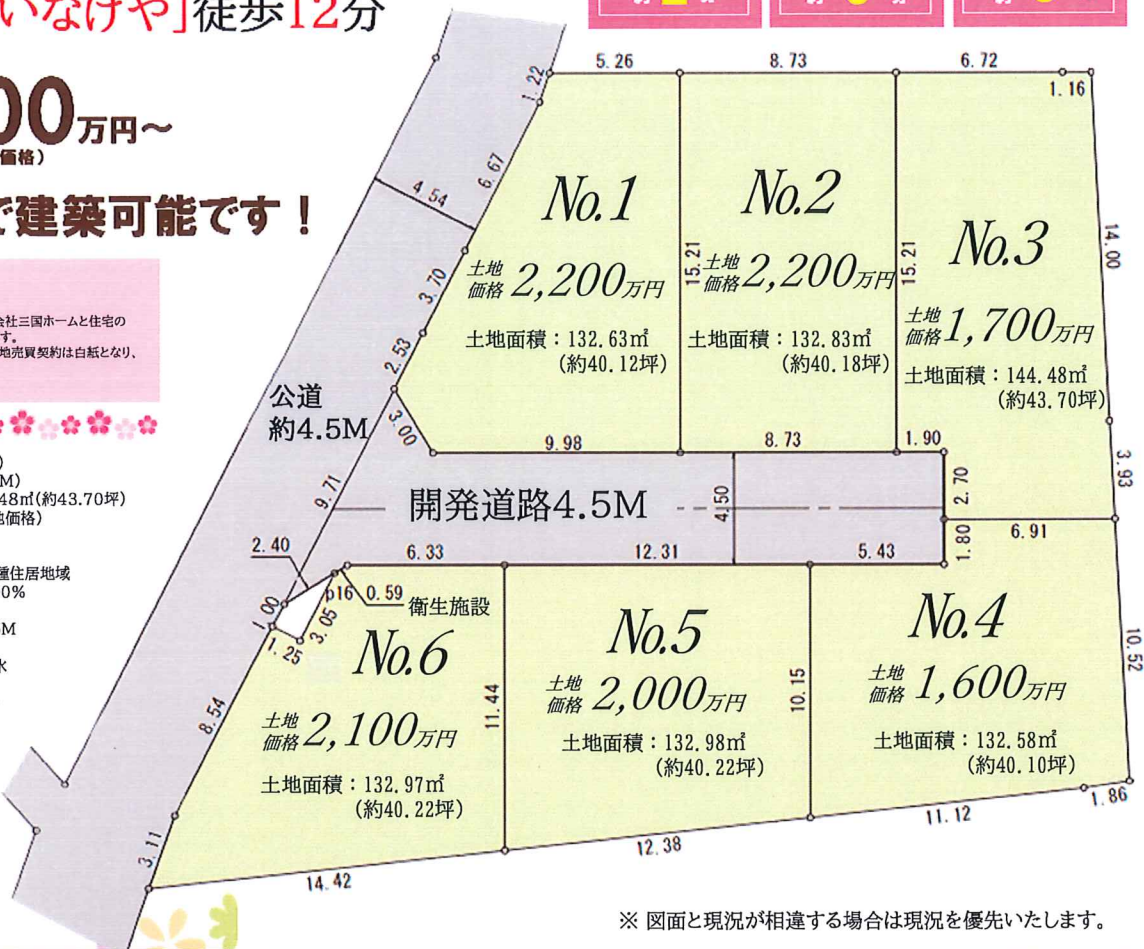 いなげや」徒歩12分
00万円～
価格）
で建築可能です！
会社三国ホームと住宅の
す。
地売買契約は白紙となり、
M）
48㎡(約43.70坪)
地価格）
種住居地域
0%
M
水
公道
約4.5M
開発道路4.5M
衛生施設
No.1
土地価格 2,200万円
土地面積：132.63㎡
(約40.12坪)
No.2
土地価格 2,200万円
土地面積：132.83㎡
(約40.18坪)
No.3
土地価格 1,700万円
土地面積：144.48㎡
(約43.70坪)
No.6
土地価格 2,100万円
土地面積：132.97㎡
(約40.22坪)
No.5
土地価格 2,000万円
土地面積：132.98㎡
(約40.22坪)
No.4
土地価格 1,600万円
土地面積：132.58㎡
(約40.10坪)
5.26
8.73
6.72
1.16
1.22
6.67
4.54
3.70
2.53
3.00
15.21
15.21
14.00
9.98
8.73
1.90
2.70
3.93
9.71
4.50
6.91
1.80
2.40
6.33
12.31
5.43
p16
0.59
1.00
3.05
1.25
8.54
11.44
10.15
10.52
3.11
14.42
12.38
11.12
1.86
※ 図面と現況が相違する場合は現況を優先いたします。